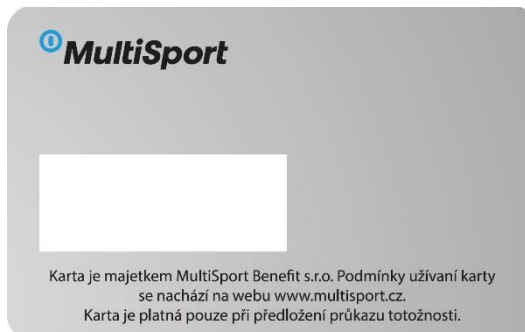 MultiSport
Karta je majetkem MultiSport Benefit s.r.o. Podmínky užívaní karty
se nachází na webu www.multisport.cz.
Karta je platná pouze při předložení průkazu totožnosti.